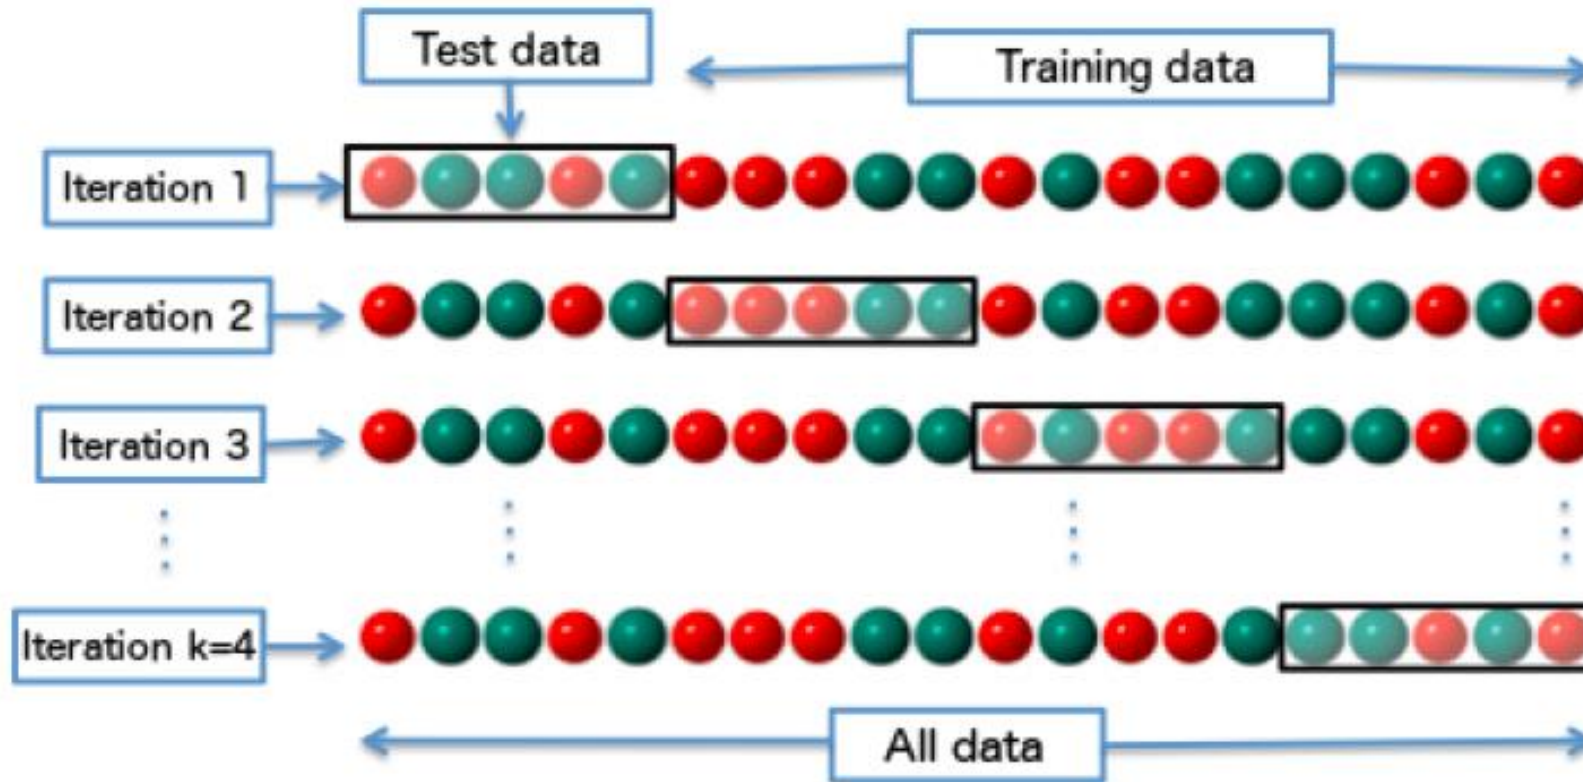 Test data
Training data
Iteration 1
Iteration 2
Iteration 3
Iteration k=4
All data